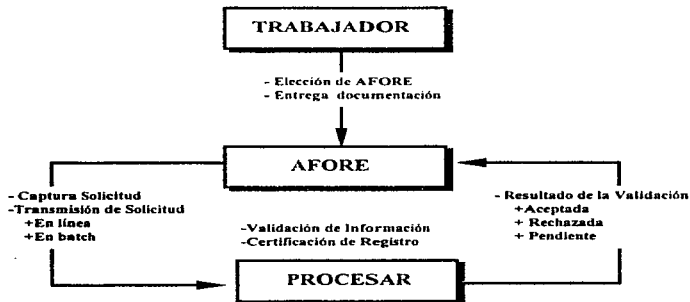 TRABAJADOR
- Elección de AFORE
- Entrega documentación
AFORE
- Captura Solicitud
-Transmisión de Solicitud
+En línea
+En batch
-Validación de Información
-Certificación de Registro
- Resultado de la Validación
+Aceptada
+ Rechazada
+ Pendiente
PROCESAR